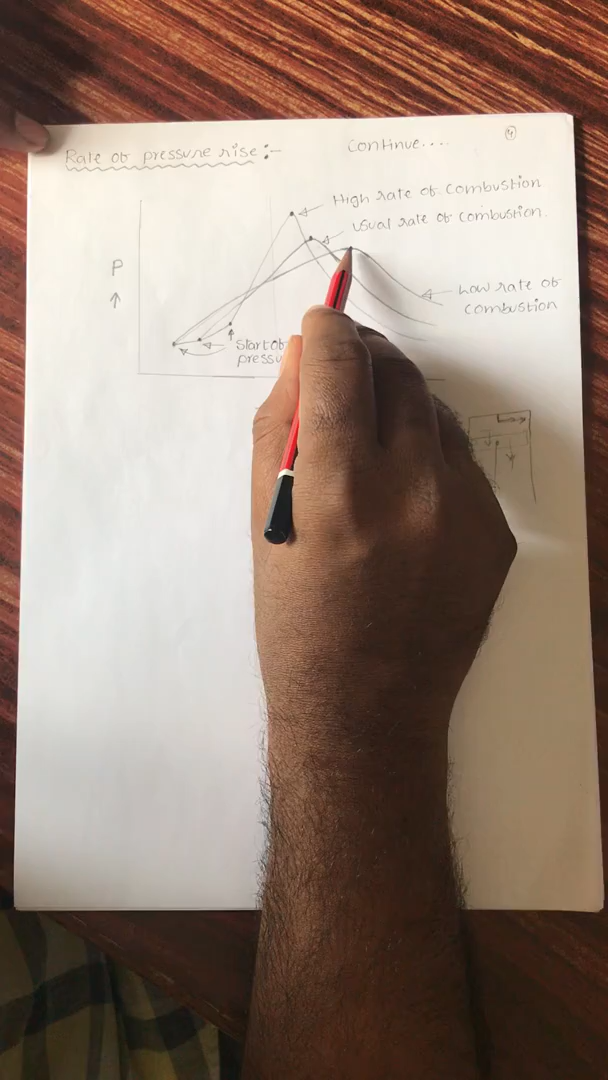 Rate of pressure rise :-
Continue....
4
High rate of combustion
usual rate of combustion.
P
Low rate of
combustion
Start of